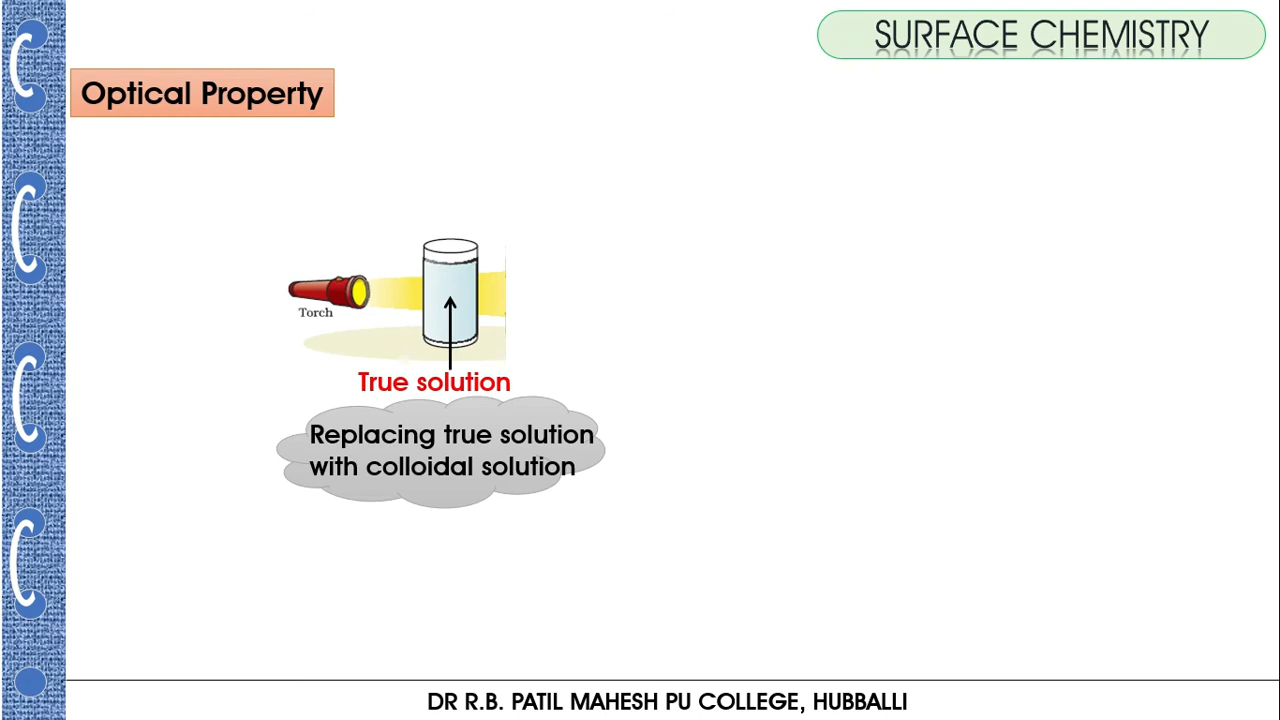 SURFACE CHEMISTRY
Optical Property
Torch
True solution
Replacing true solution
with colloidal solution
DR R.B. PATIL MAHESH PU COLLEGE, HUBBALLI